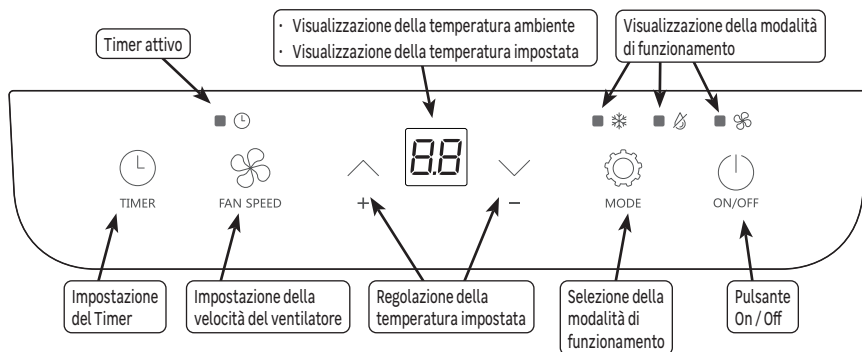 Timer attivo
· Visualizzazione della temperatura ambiente
· Visualizzazione della temperatura impostata
Visualizzazione della modalità
di funzionamento
8.8
TIMER
FAN SPEED
+
−
MODE
ON/OFF
Impostazione
del Timer
Impostazione della
velocità del ventilatore
Regolazione della
temperatura impostata
Selezione della
modalità di
funzionamento
Pulsante
On / Off